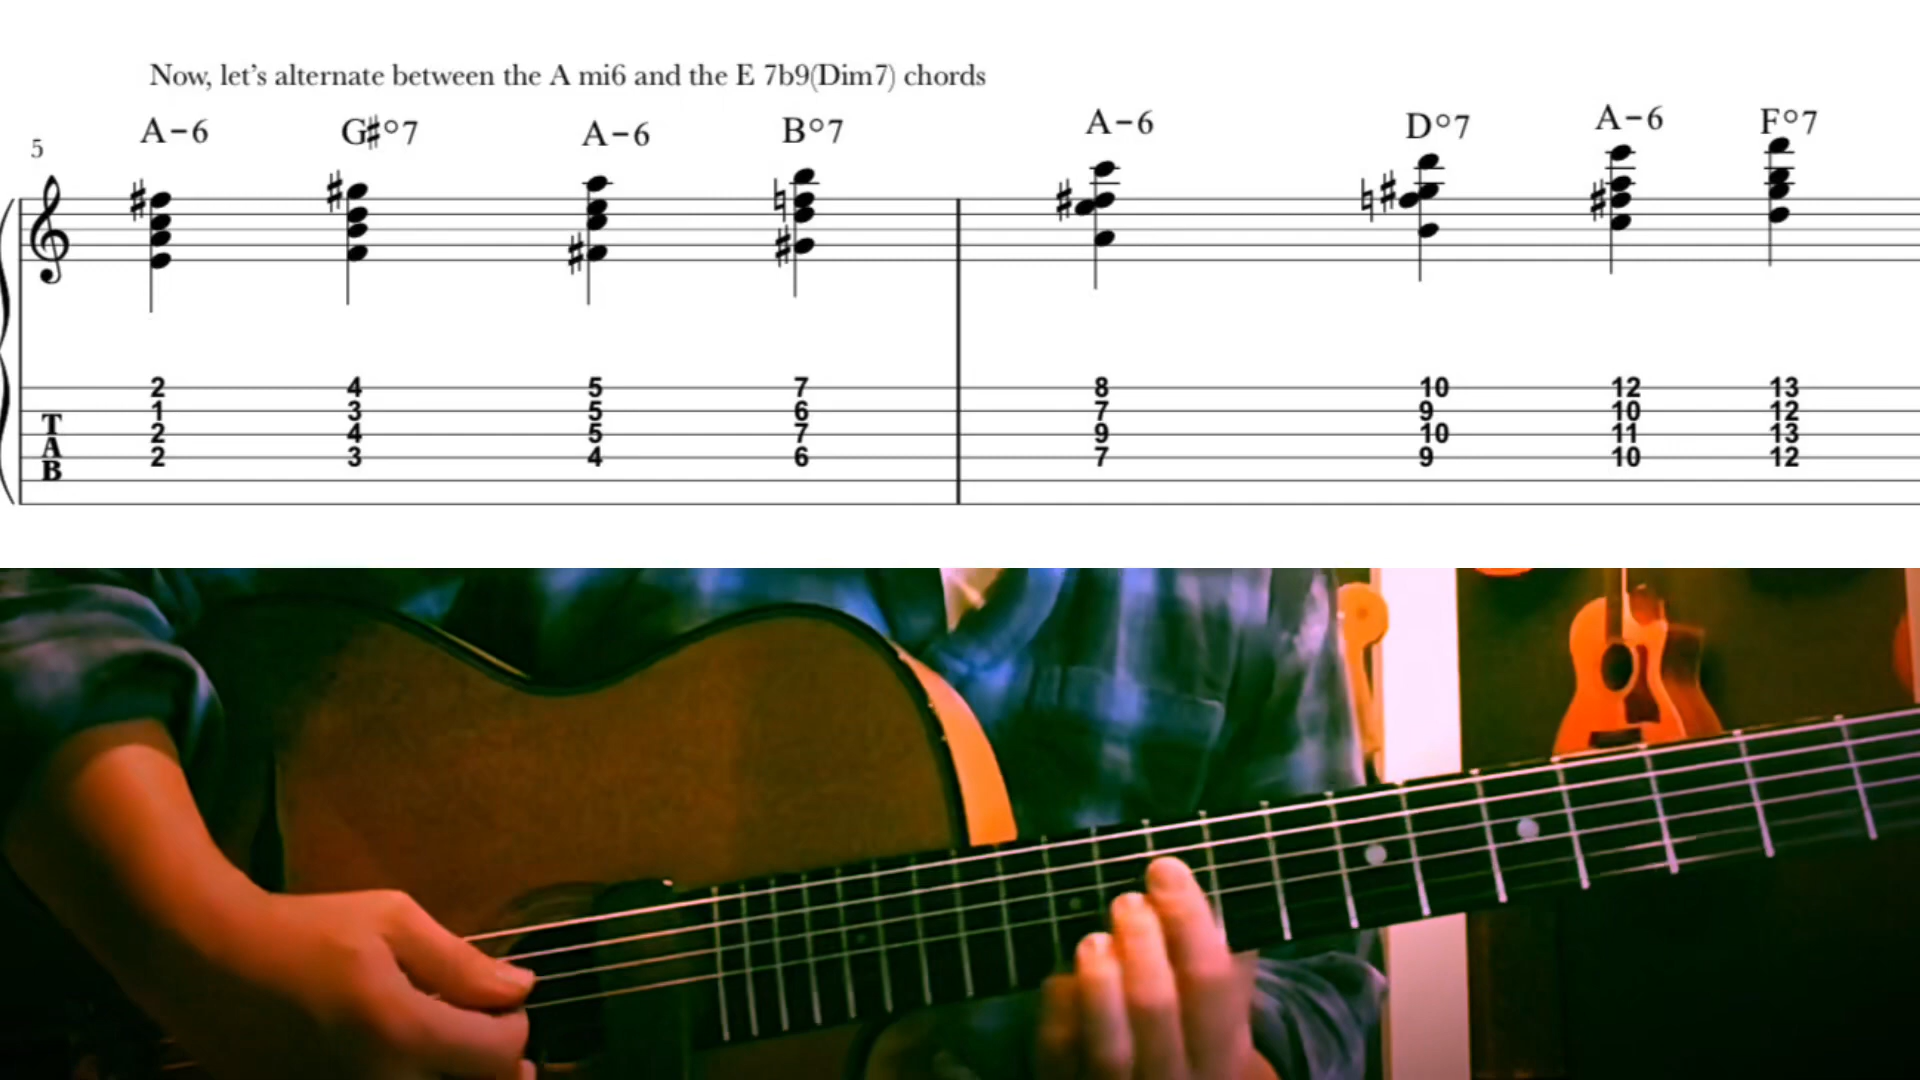 Now, let's alternate between the A mi6 and the E 7b9(Dim7) chords
A-6 G#°7 A-6 B°7 A-6 D°7 A-6 F°7
5
2 4 5 7 8 10 12 13
1 3 5 6 7 9 10 12
T
2 4 5 7 9 10 11 13
A
2 3 4 6 7 9 10 12
B